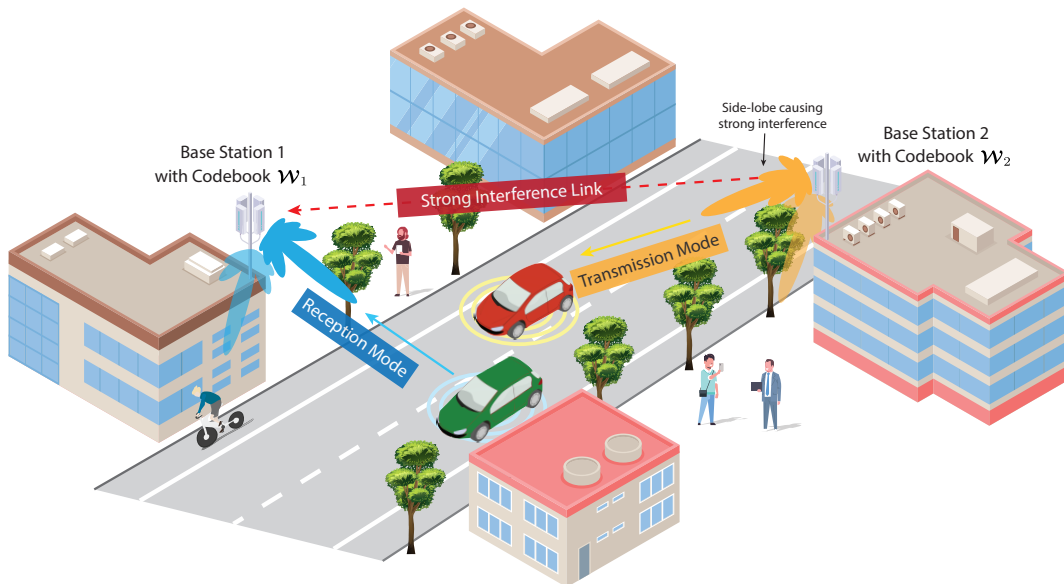 Side-lobe causing
strong interference
Base Station 1
with Codebook 𝒲₁
Base Station 2
with Codebook 𝒲₂
Strong Interference Link
Transmission Mode
Reception Mode